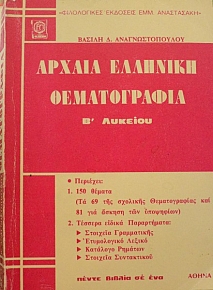 «ΦΙΛΟΛΟΓΙΚΕΣ ΕΚΔΟΣΕΙΣ ΕΜΜ. ΑΝΑΣΤΑΣΑΚΗ»
ΒΑΣΙΛΗ Δ. ΑΝΑΓΝΩΣΤΟΠΟΥΛΟΥ
ΑΡΧΑΙΑ ΕΛΛΗΝΙΚΗ
ΘΕΜΑΤΟΓΡΑΦΙΑ
Β' Λυκείου
• Περιέχει:
1. 150 θέματα
(Τά 69 τῆς σχολικῆς Θεματογραφίας καί
81 γιά ἄσκηση τῶν ὑποψηφίων)
2. Τέσσερα εἰδικά Παραρτήματα:
▶ Στοιχεῖα Γραμματικῆς
▶ Ἐτυμολογικό Λεξικό
▶ Κατάλογο Ρημάτων
▶ Στοιχεῖα Συντακτικοῦ
πέντε βιβλία σέ ἕνα
ΑΘΗΝΑ